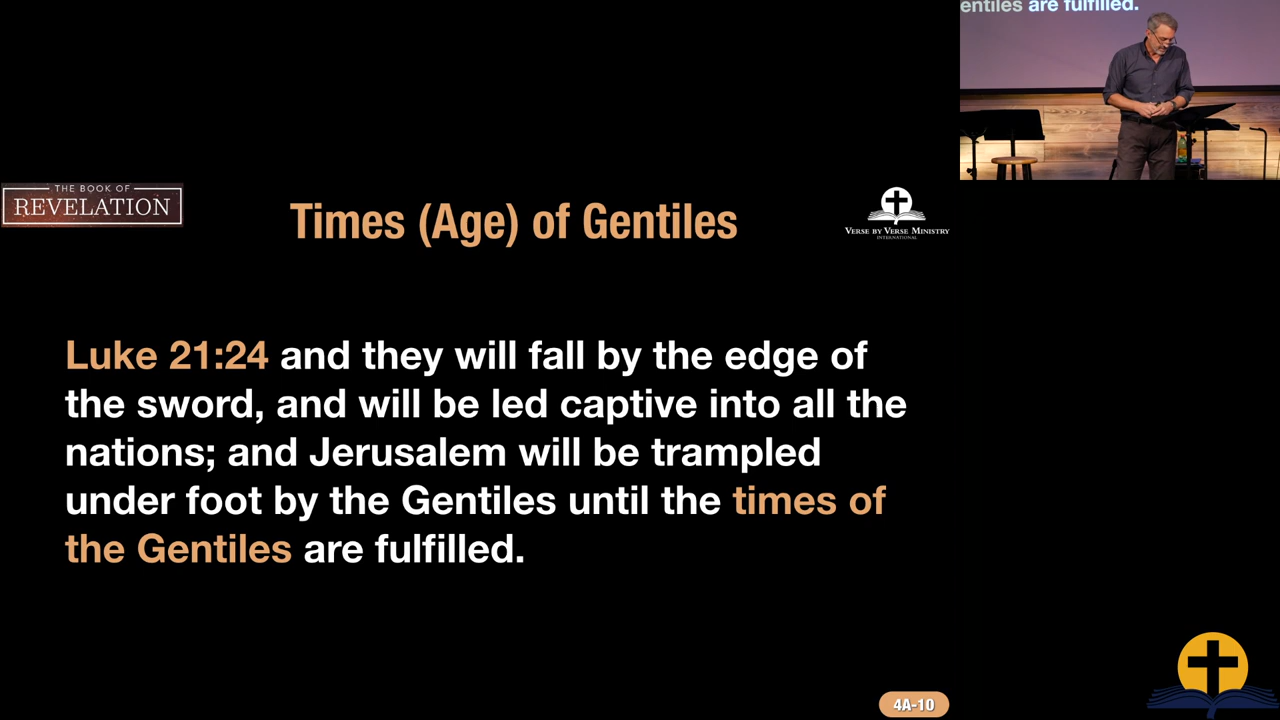 entiles are fulfilled.
THE BOOK OF
REVELATION
Times (Age) of Gentiles
VERSE BY VERSE MINISTRY
INTERNATIONAL
Luke 21:24 and they will fall by the edge of
the sword, and will be led captive into all the
nations; and Jerusalem will be trampled
under foot by the Gentiles until the times of
the Gentiles are fulfilled.
4A-10